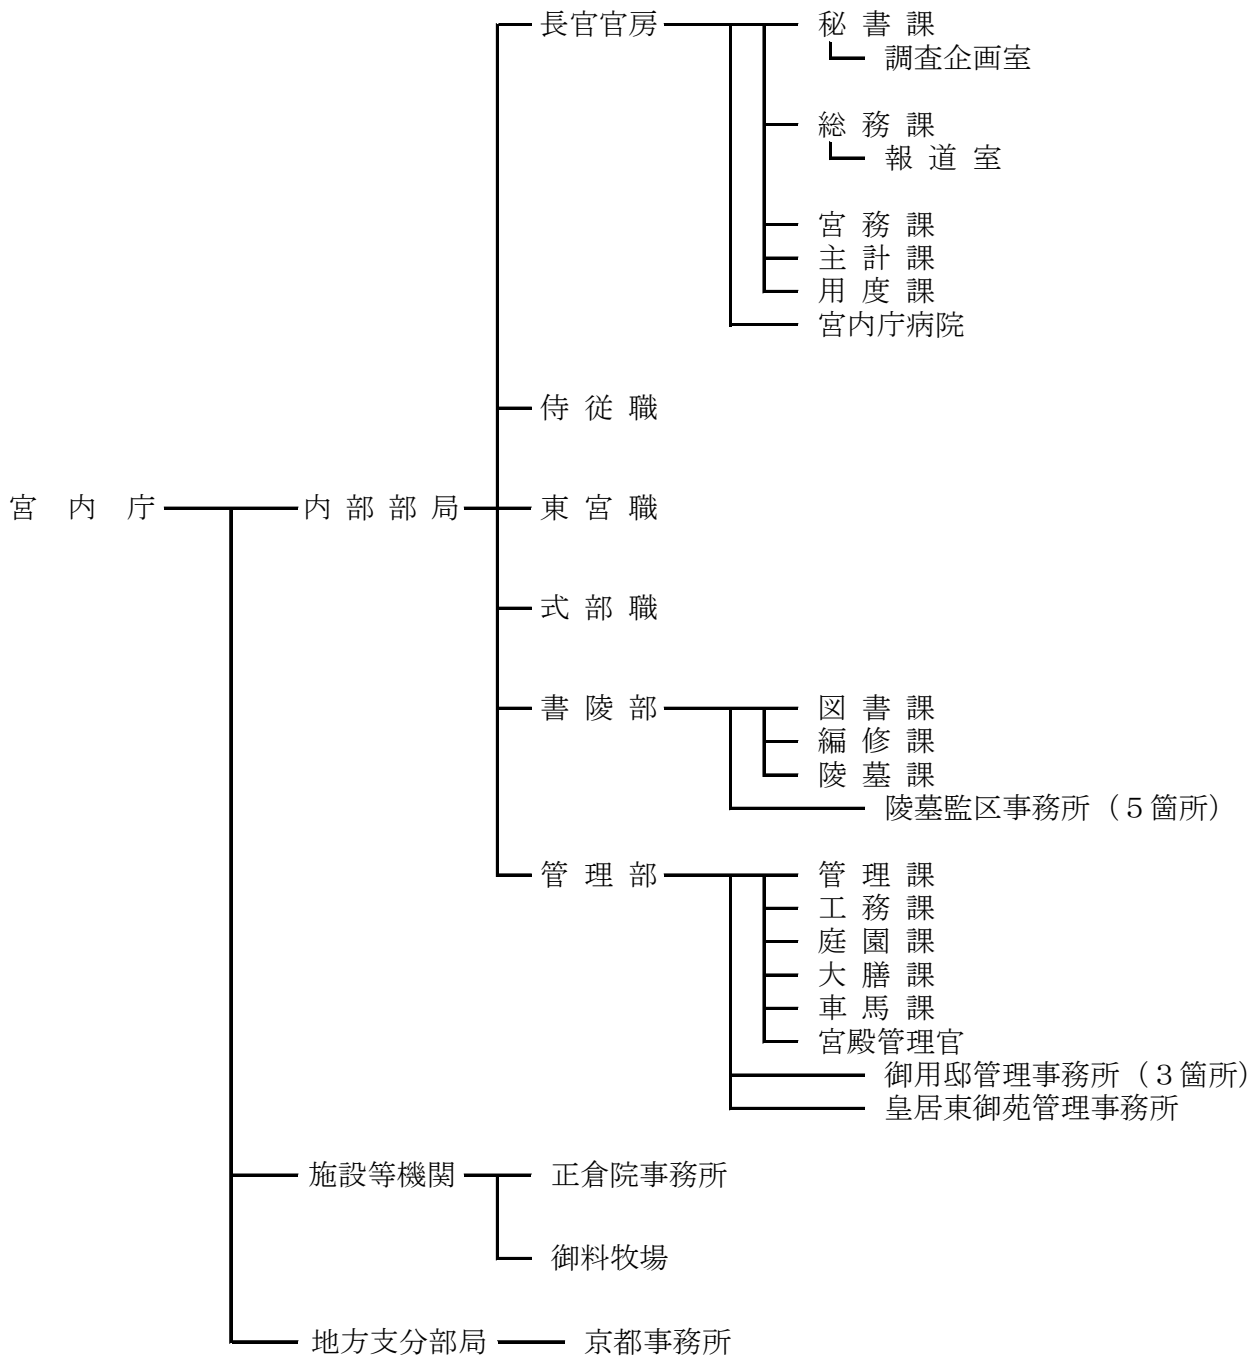 長官官房 秘書課
調査企画室
総務課
報道室
宮務課
主計課
用度課
宮内庁病院
侍従職
宮内庁 内部部局 東宮職
式部職
書陵部 図書課
編修課
陵墓課
陵墓監区事務所（５箇所）
管理部 管理課
工務課
庭園課
大膳課
車馬課
宮殿管理官
御用邸管理事務所（３箇所）
皇居東御苑管理事務所
施設等機関 正倉院事務所
御料牧場
地方支分部局 京都事務所